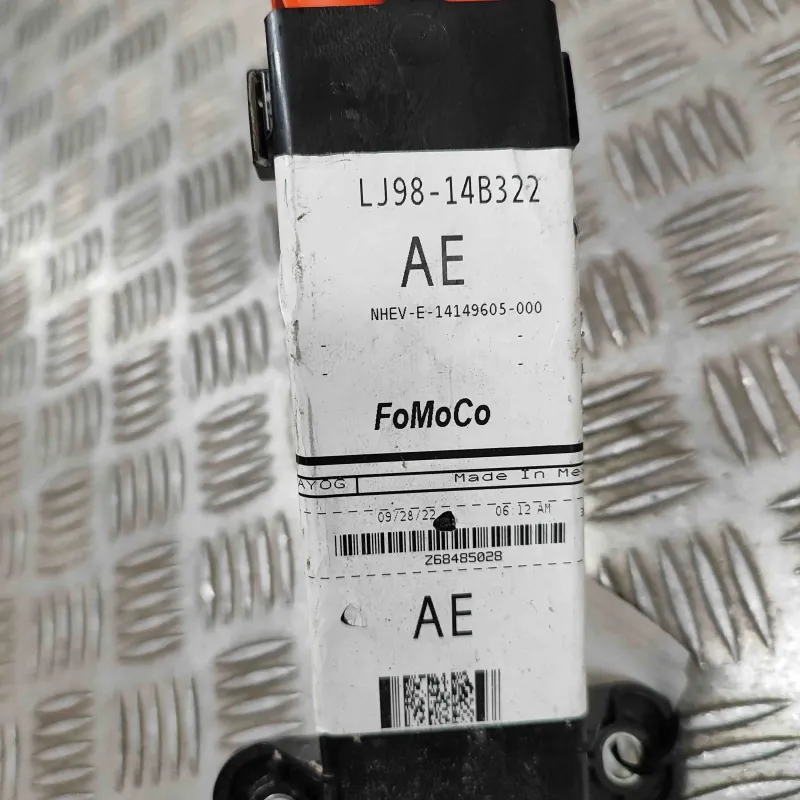 LJ98-14B322
AE
NHEV-E-14149605-000
- -
- -
FoMoCo
AYOG Made In Me
09/28/22 06:12 AM
Z68485028
AE